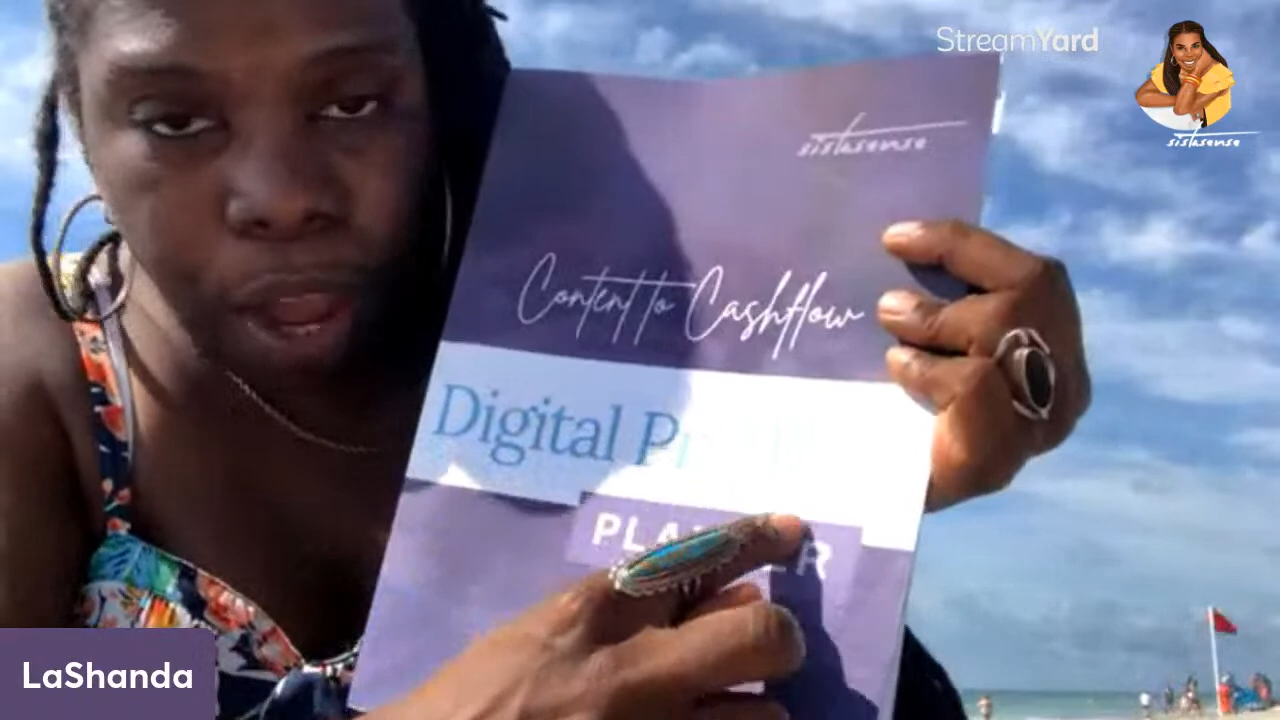 StreamYard
sistasense
sistasense
Content to Cashflow
Digital
LaShanda